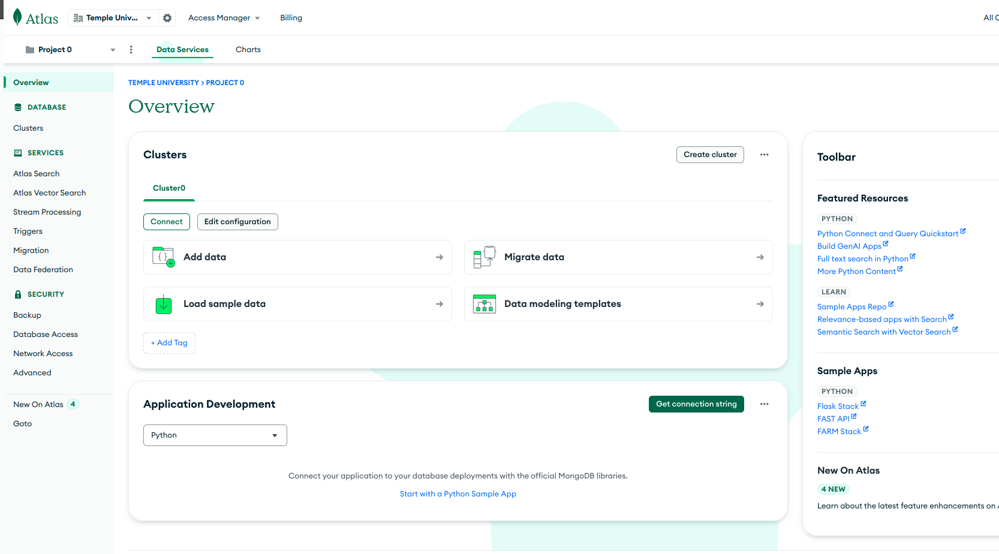 Atlas
Temple Univ...
Access Manager
Billing
All C
Project 0
Data Services
Charts
Overview
DATABASE
Clusters
SERVICES
Atlas Search
Atlas Vector Search
Stream Processing
Triggers
Migration
Data Federation
SECURITY
Backup
Database Access
Network Access
Advanced
New On Atlas 4
Goto
TEMPLE UNIVERSITY > PROJECT 0
Overview
Clusters
Create cluster
Cluster0
Connect
Edit configuration
Add data
Migrate data
Load sample data
Data modeling templates
+ Add Tag
Application Development
Get connection string
Python
Connect your application to your database deployments with the official MongoDB libraries.
Start with a Python Sample App
Toolbar
Featured Resources
PYTHON
Python Connect and Query Quickstart
Build GenAI Apps
Full text search in Python
More Python Content
LEARN
Sample Apps Repo
Relevance-based apps with Search
Semantic Search with Vector Search
Sample Apps
PYTHON
Flask Stack
FAST API
FARM Stack
New On Atlas
4 NEW
Learn about the latest feature enhancements on